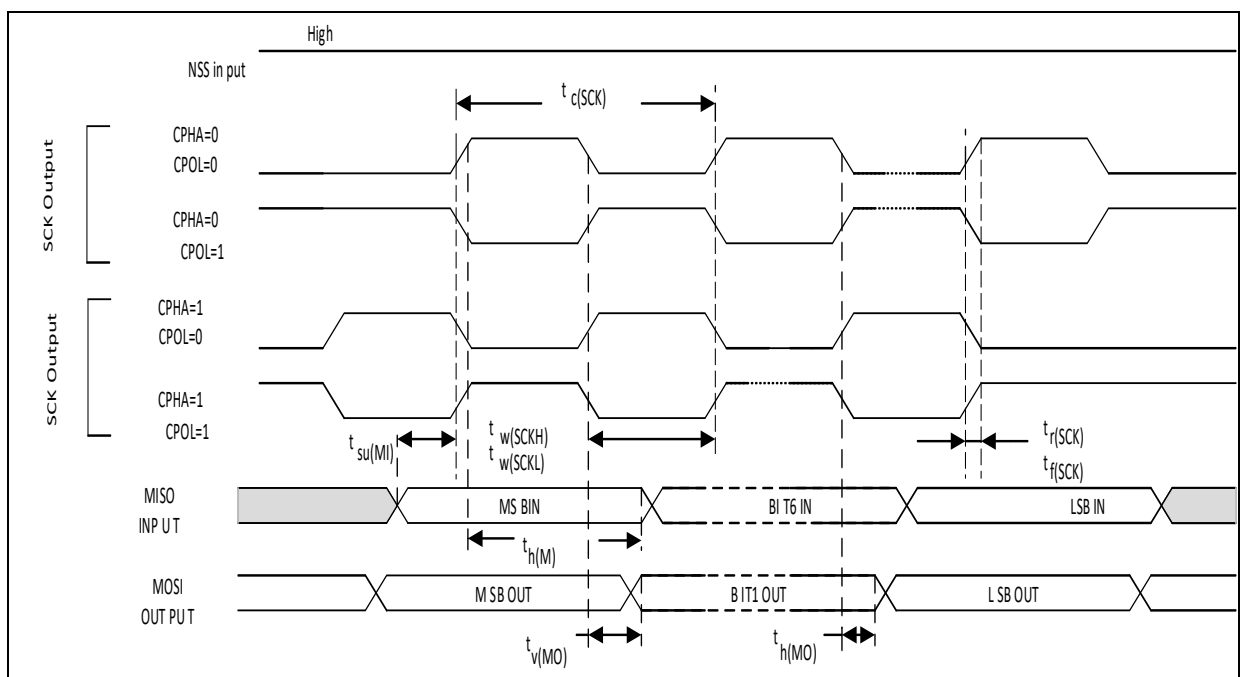 High
NSS in put
t c(SCK)
SCK Output
CPHA=0
CPOL=0
CPHA=0
CPOL=1
SCK Output
CPHA=1
CPOL=0
CPHA=1
CPOL=1
t su(MI)
t w(SCKH)
t w(SCKL)
t r(SCK)
t f(SCK)
MISO
INP U T
MS BIN
BI T6 IN
LSB IN
t h(M)
MOSI
OUT PU T
M SB OUT
B IT1 OUT
L SB OUT
t v(MO)
t h(MO)